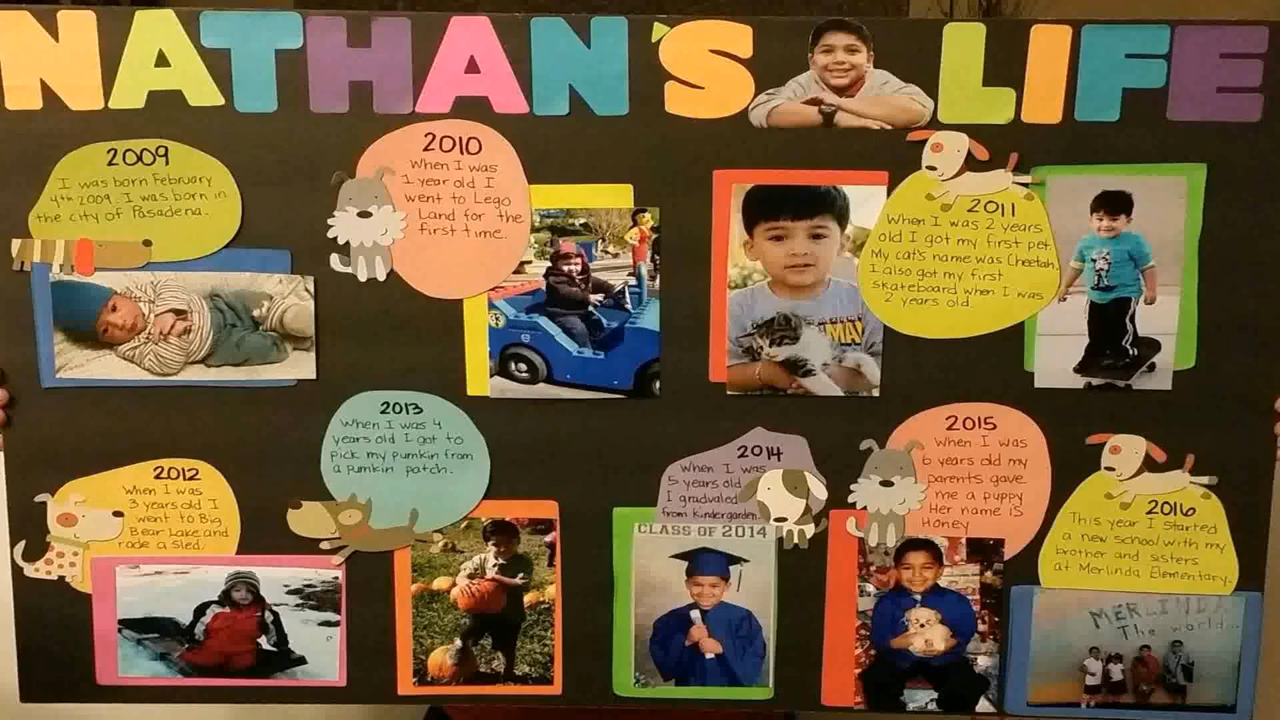 NATHAN'S LIFE
2009
I was born February
4th 2009. I was born in
the city of Pasadena.
2010
When I was
1 year old I
went to Lego
Land for the
first time.
2011
When I was 2 years
old I got my first pet.
My cat's name was Cheetah.
I also got my first
skateboard when I was
2 years old.
2012
When I was
3 years old I
went to Big
Bear Lake and
rode a sled.
2013
When I was 4
years old I got to
pick my pumkin from
a pumkin patch.
2014
When I was
5 years old
I graduated
from Kindergarden.
CLASS OF 2014
2015
When I was
6 years old my
parents gave
me a puppy
Her name is
Honey
2016
This year I started
a new school with my
brother and sisters
at Merlinda Elementary.
MERLINDA
The world...